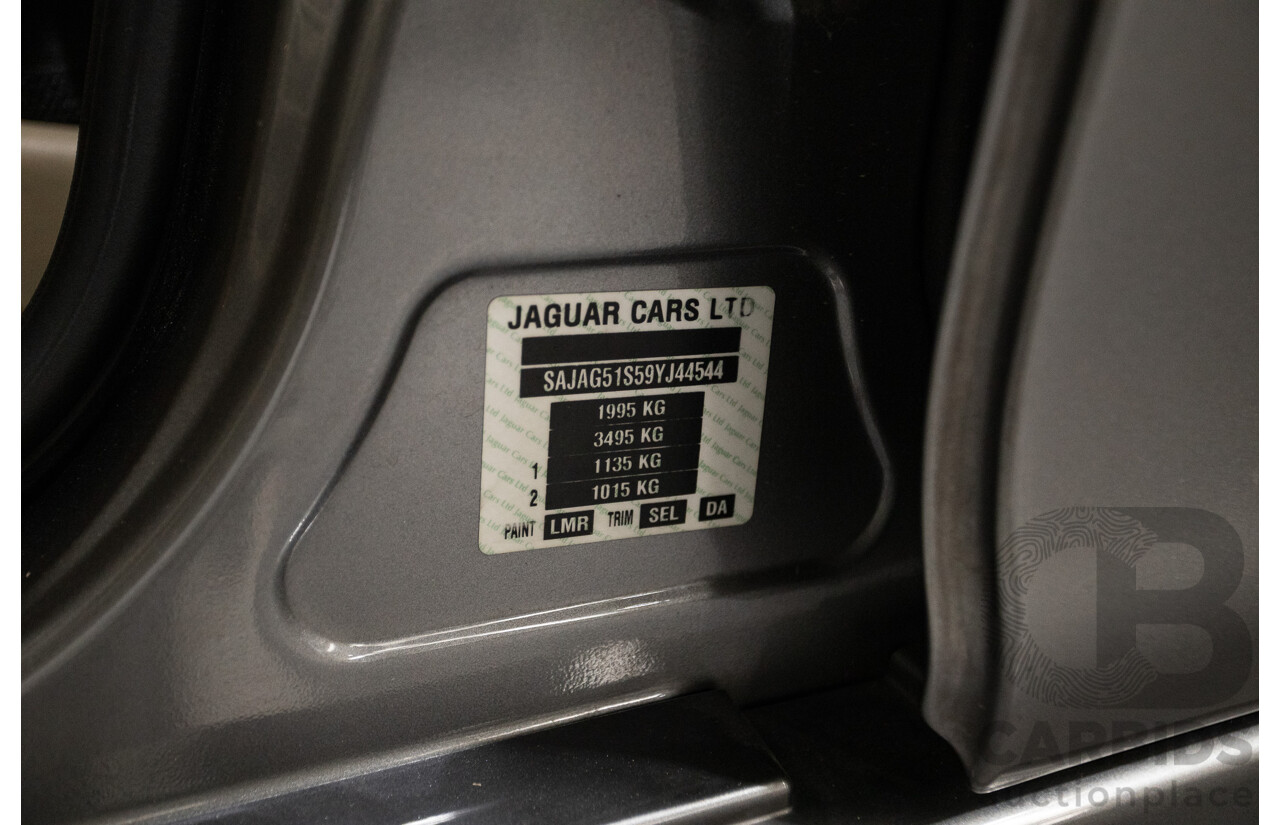 JAGUAR CARS LTD
SAJAG51S59YJ44544
1995 KG
3495 KG
1 1135 KG
2 1015 KG
PAINT LMR TRIM SEL DA
CB
CARBIDS
auctionplace